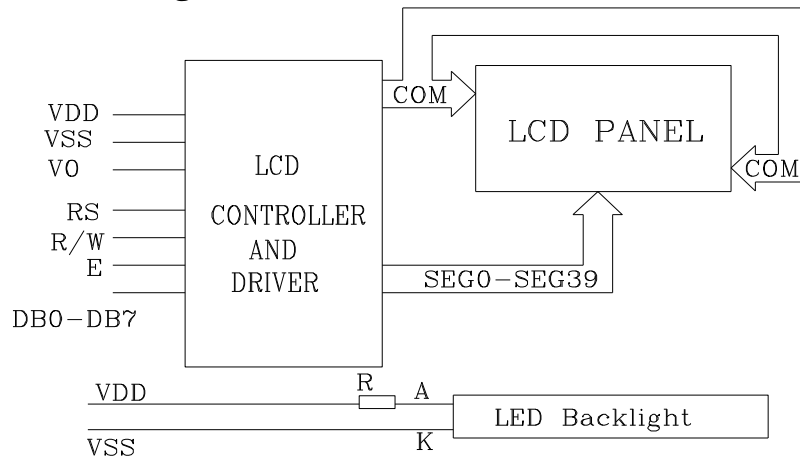 COM
VDD
VSS
VO
RS
R/W
E
DB0-DB7
LCD
CONTROLLER
AND
DRIVER
LCD PANEL
COM
SEG0-SEG39
VDD
R
A
VSS
K
LED Backlight